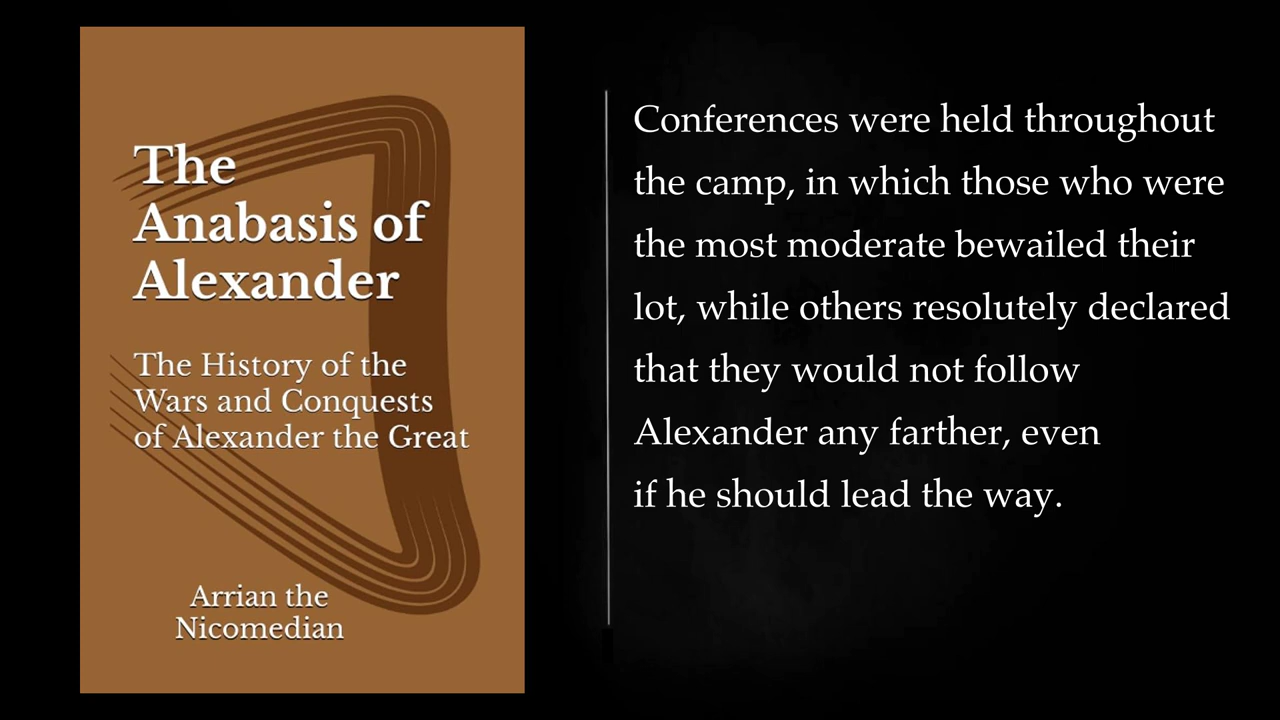 The
Anabasis of
Alexander
The History of the
Wars and Conquests
of Alexander the Great
Arrian the
Nicomedian
Conferences were held throughout
the camp, in which those who were
the most moderate bewailed their
lot, while others resolutely declared
that they would not follow
Alexander any farther, even
if he should lead the way.